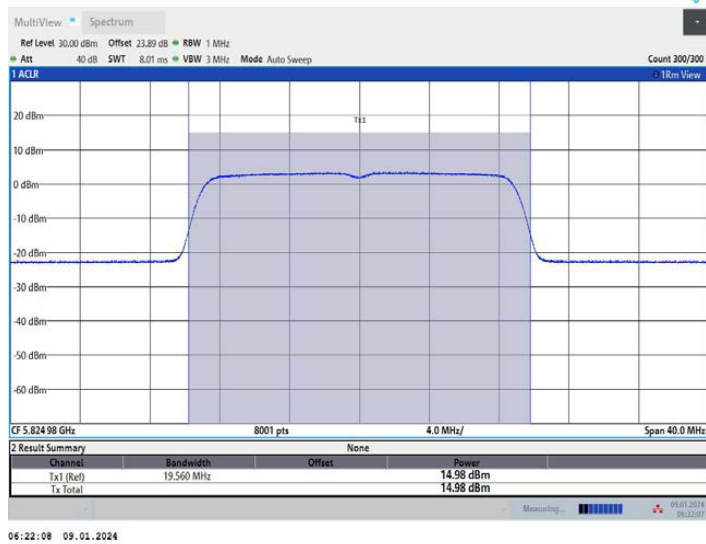 MultiView Spectrum
Ref Level 30.00 dBm Offset 23.89 dB RBW 1 MHz
Att 40 dB SWT 8.01 ms VBW 3 MHz Mode Auto Sweep Count 300/300
1 ACLR 1Rm View
Tx1
20 dBm
10 dBm
0 dBm
-10 dBm
-20 dBm
-30 dBm
-40 dBm
-50 dBm
-60 dBm
CF 5.824 98 GHz 8001 pts 4.0 MHz/ Span 40.0 MHz
2 Result Summary None
Channel Bandwidth Offset Power
Tx1 (Ref) 19.560 MHz 14.98 dBm
Tx Total 14.98 dBm
Measuring... 09.01.2024
06:22:07
06:22:08 09.01.2024